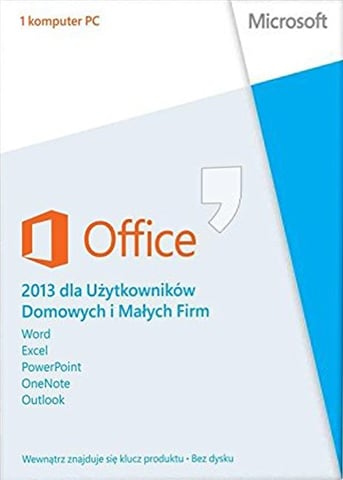 1 komputer PC
Microsoft
Office
2013 dla Użytkowników
Domowych i Małych Firm
Word
Excel
PowerPoint
OneNote
Outlook
Wewnątrz znajduje się klucz produktu • Bez dysku